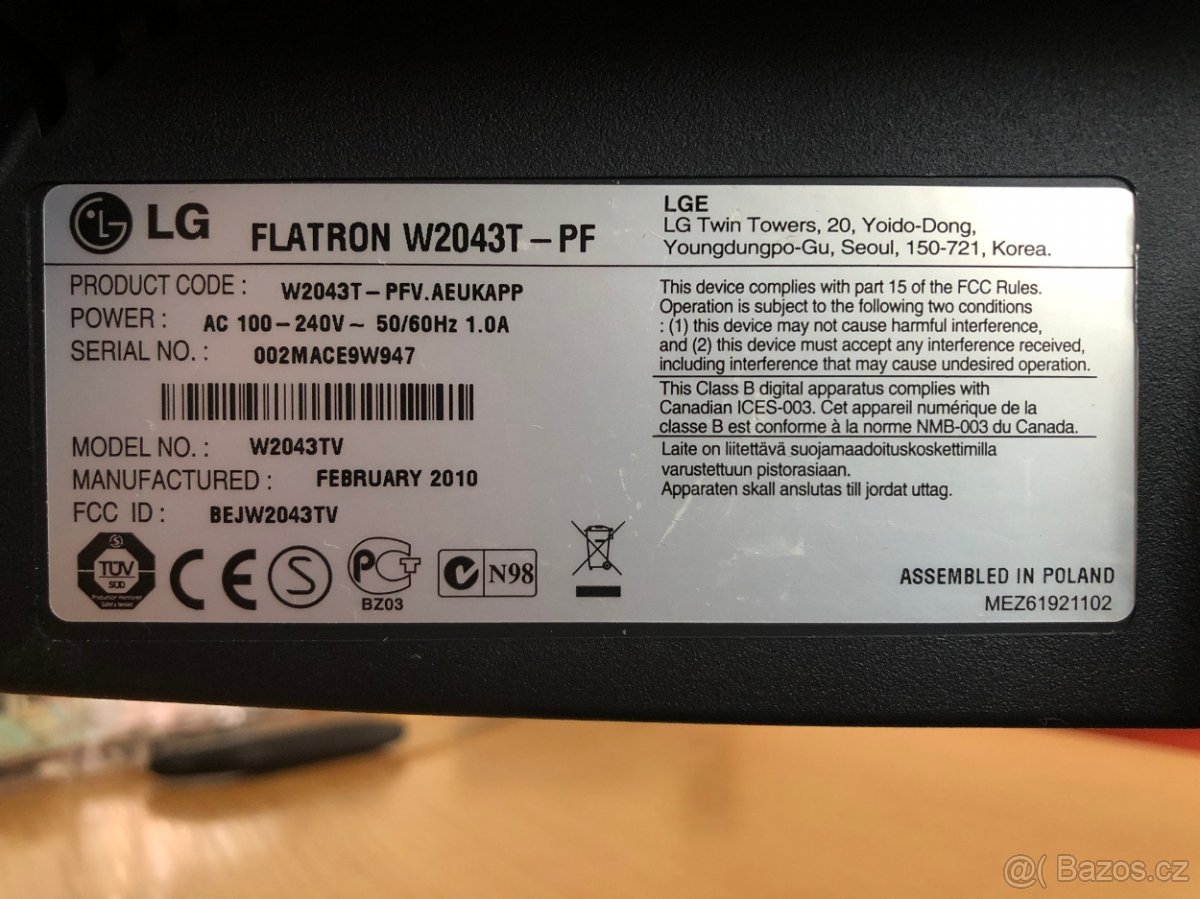 LG FLATRON W2043T-PF
LGE
LG Twin Towers, 20, Yoido-Dong,
Youngdungpo-Gu, Seoul, 150-721, Korea.
PRODUCT CODE : W2043T-PFV.AEUKAPP
POWER : AC 100-240V~ 50/60Hz 1.0A
SERIAL NO. : 002MACE9W947
MODEL NO. : W2043TV
MANUFACTURED : FEBRUARY 2010
FCC ID : BEJW2043TV
This device complies with part 15 of the FCC Rules.
Operation is subject to the following two conditions
: (1) this device may not cause harmful interference,
and (2) this device must accept any interference received,
including interference that may cause undesired operation.
This Class B digital apparatus complies with
Canadian ICES-003. Cet appareil numérique de la
classe B est conforme à la norme NMB-003 du Canada.
Laite on liitettävä suojamaadoituskoskettimilla
varustettuun pistorasiaan.
Apparaten skall anslutas till jordat uttag.
TÜV
SÜD
Production monitored
Safety tested
CE
S
PCT
BZ03
N98
ASSEMBLED IN POLAND
MEZ61921102
@( Bazos.cz